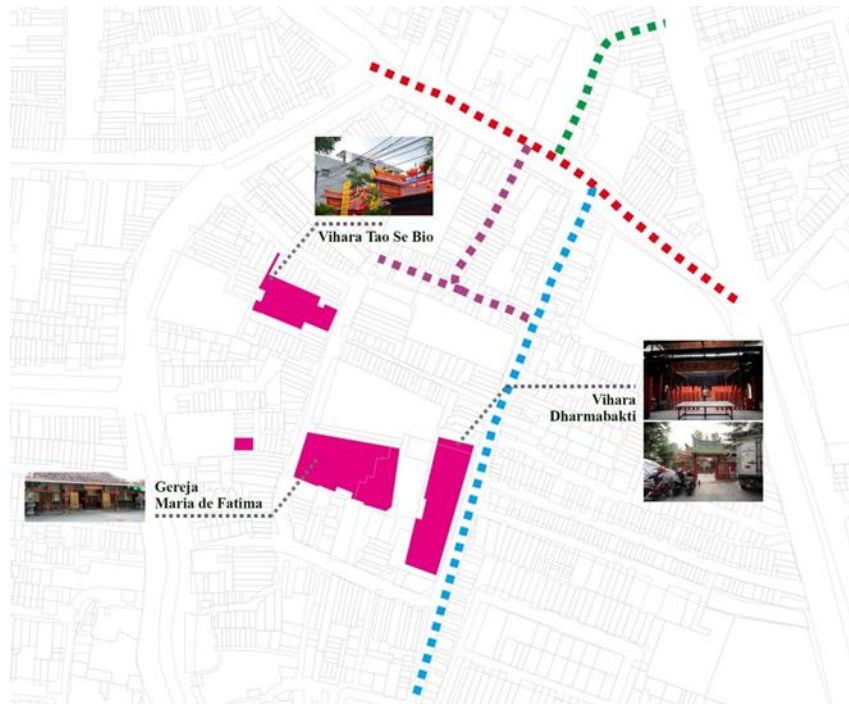 Vihara Tao Se Bio
Vihara
Dharmabakti
Gereja
Maria de Fatima